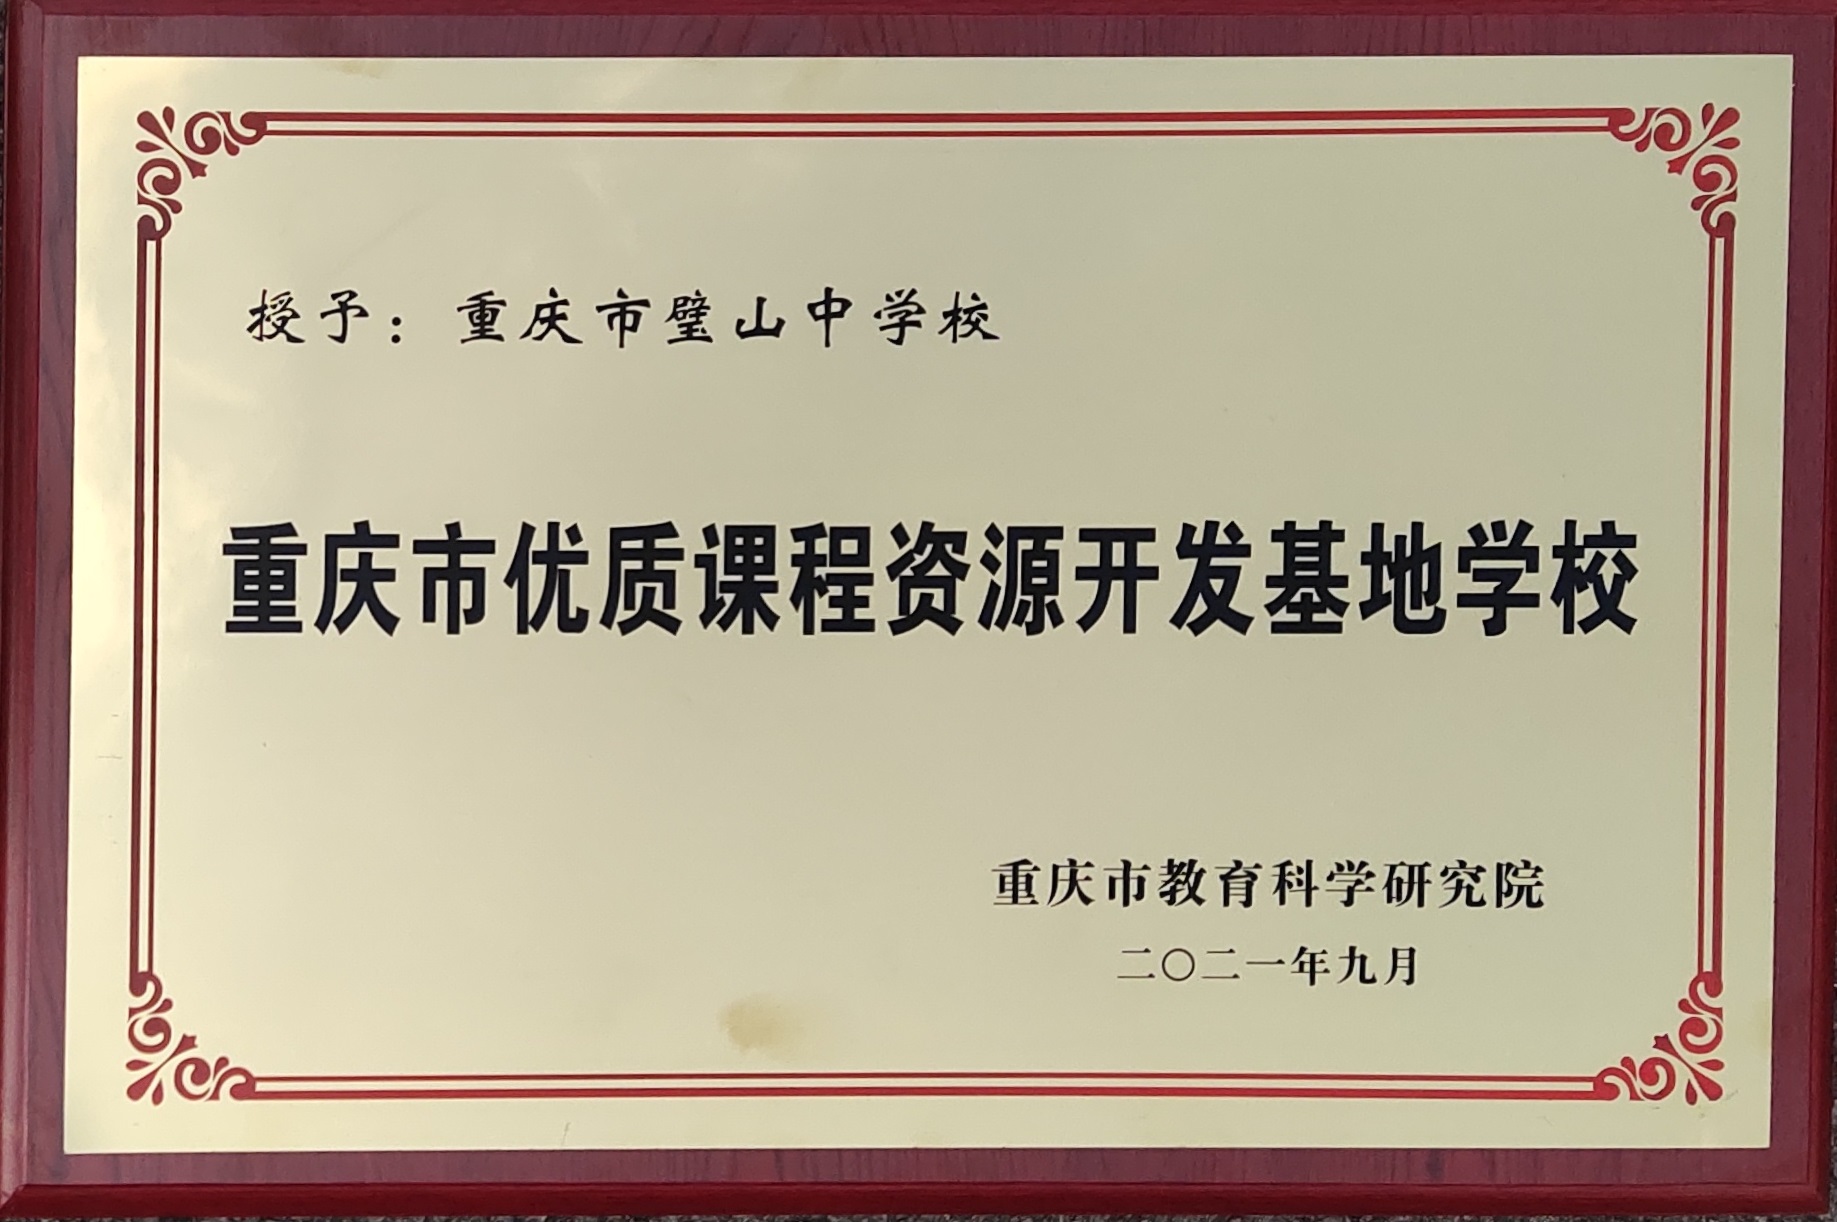 授予：重庆市璧山中学校
重庆市优质课程资源开发基地学校
重庆市教育科学研究院
二〇二一年九月